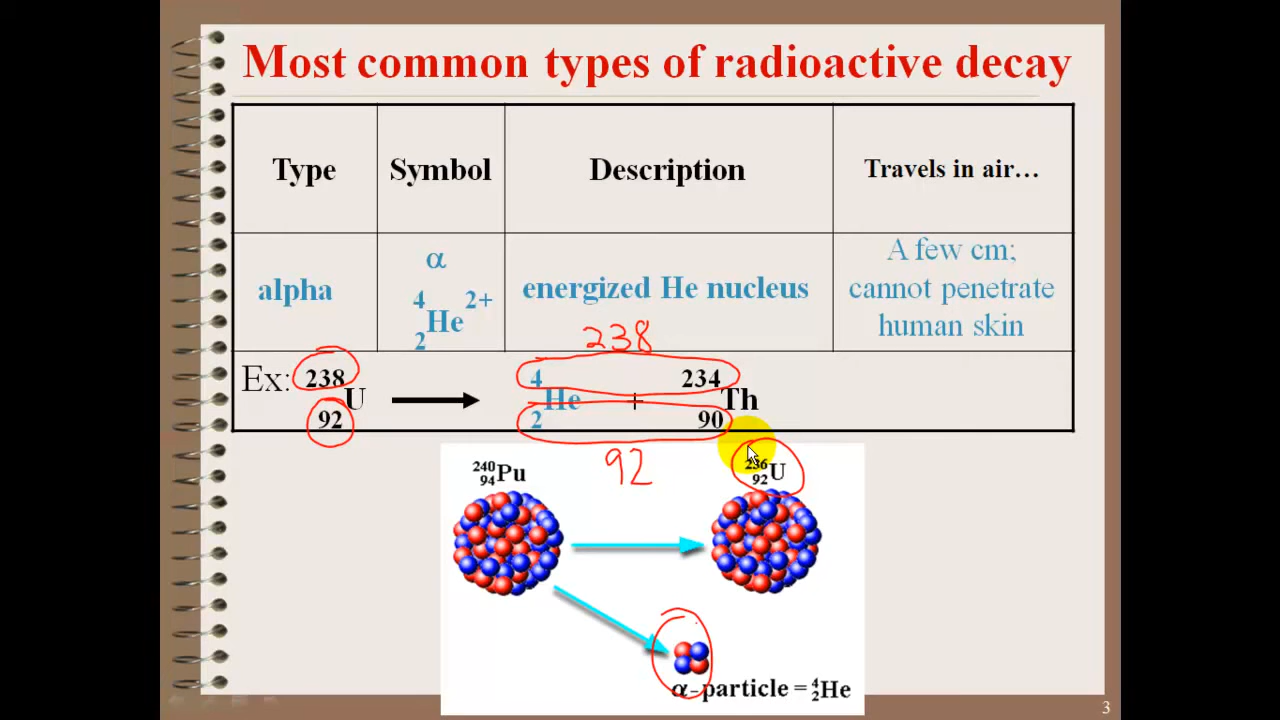 Most common types of radioactive decay
Type Symbol Description Travels in air…
alpha
α
4 2+
He
2
energized He nucleus
A few cm;
cannot penetrate
human skin
238
Ex: 238 4 234
U He + Th
92 2 90
92
240
94 Pu
236
92 U
α-particle = 4
2 He
3